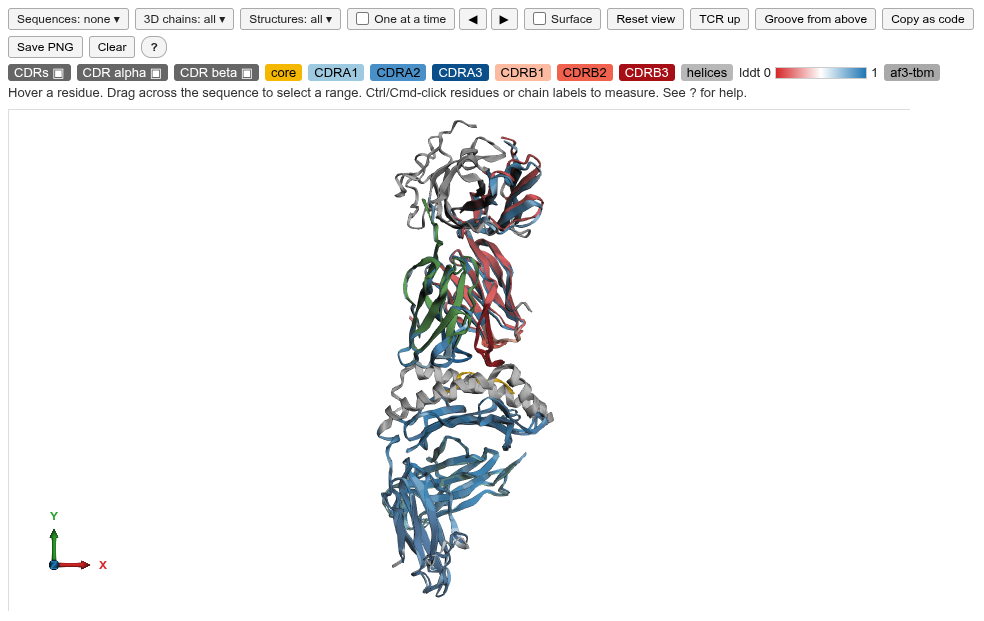 Sequences: none ▾ 3D chains: all ▾ Structures: all ▾ One at a time ◀ ▶ Surface Reset view TCR up Groove from above Copy as code
Save PNG Clear ?
CDRs ▣ CDR alpha ▣ CDR beta ▣ core CDRA1 CDRA2 CDRA3 CDRB1 CDRB2 CDRB3 helices lddt 0 1 af3-tbm
Hover a residue. Drag across the sequence to select a range. Ctrl/Cmd-click residues or chain labels to measure. See ? for help.
Y
X